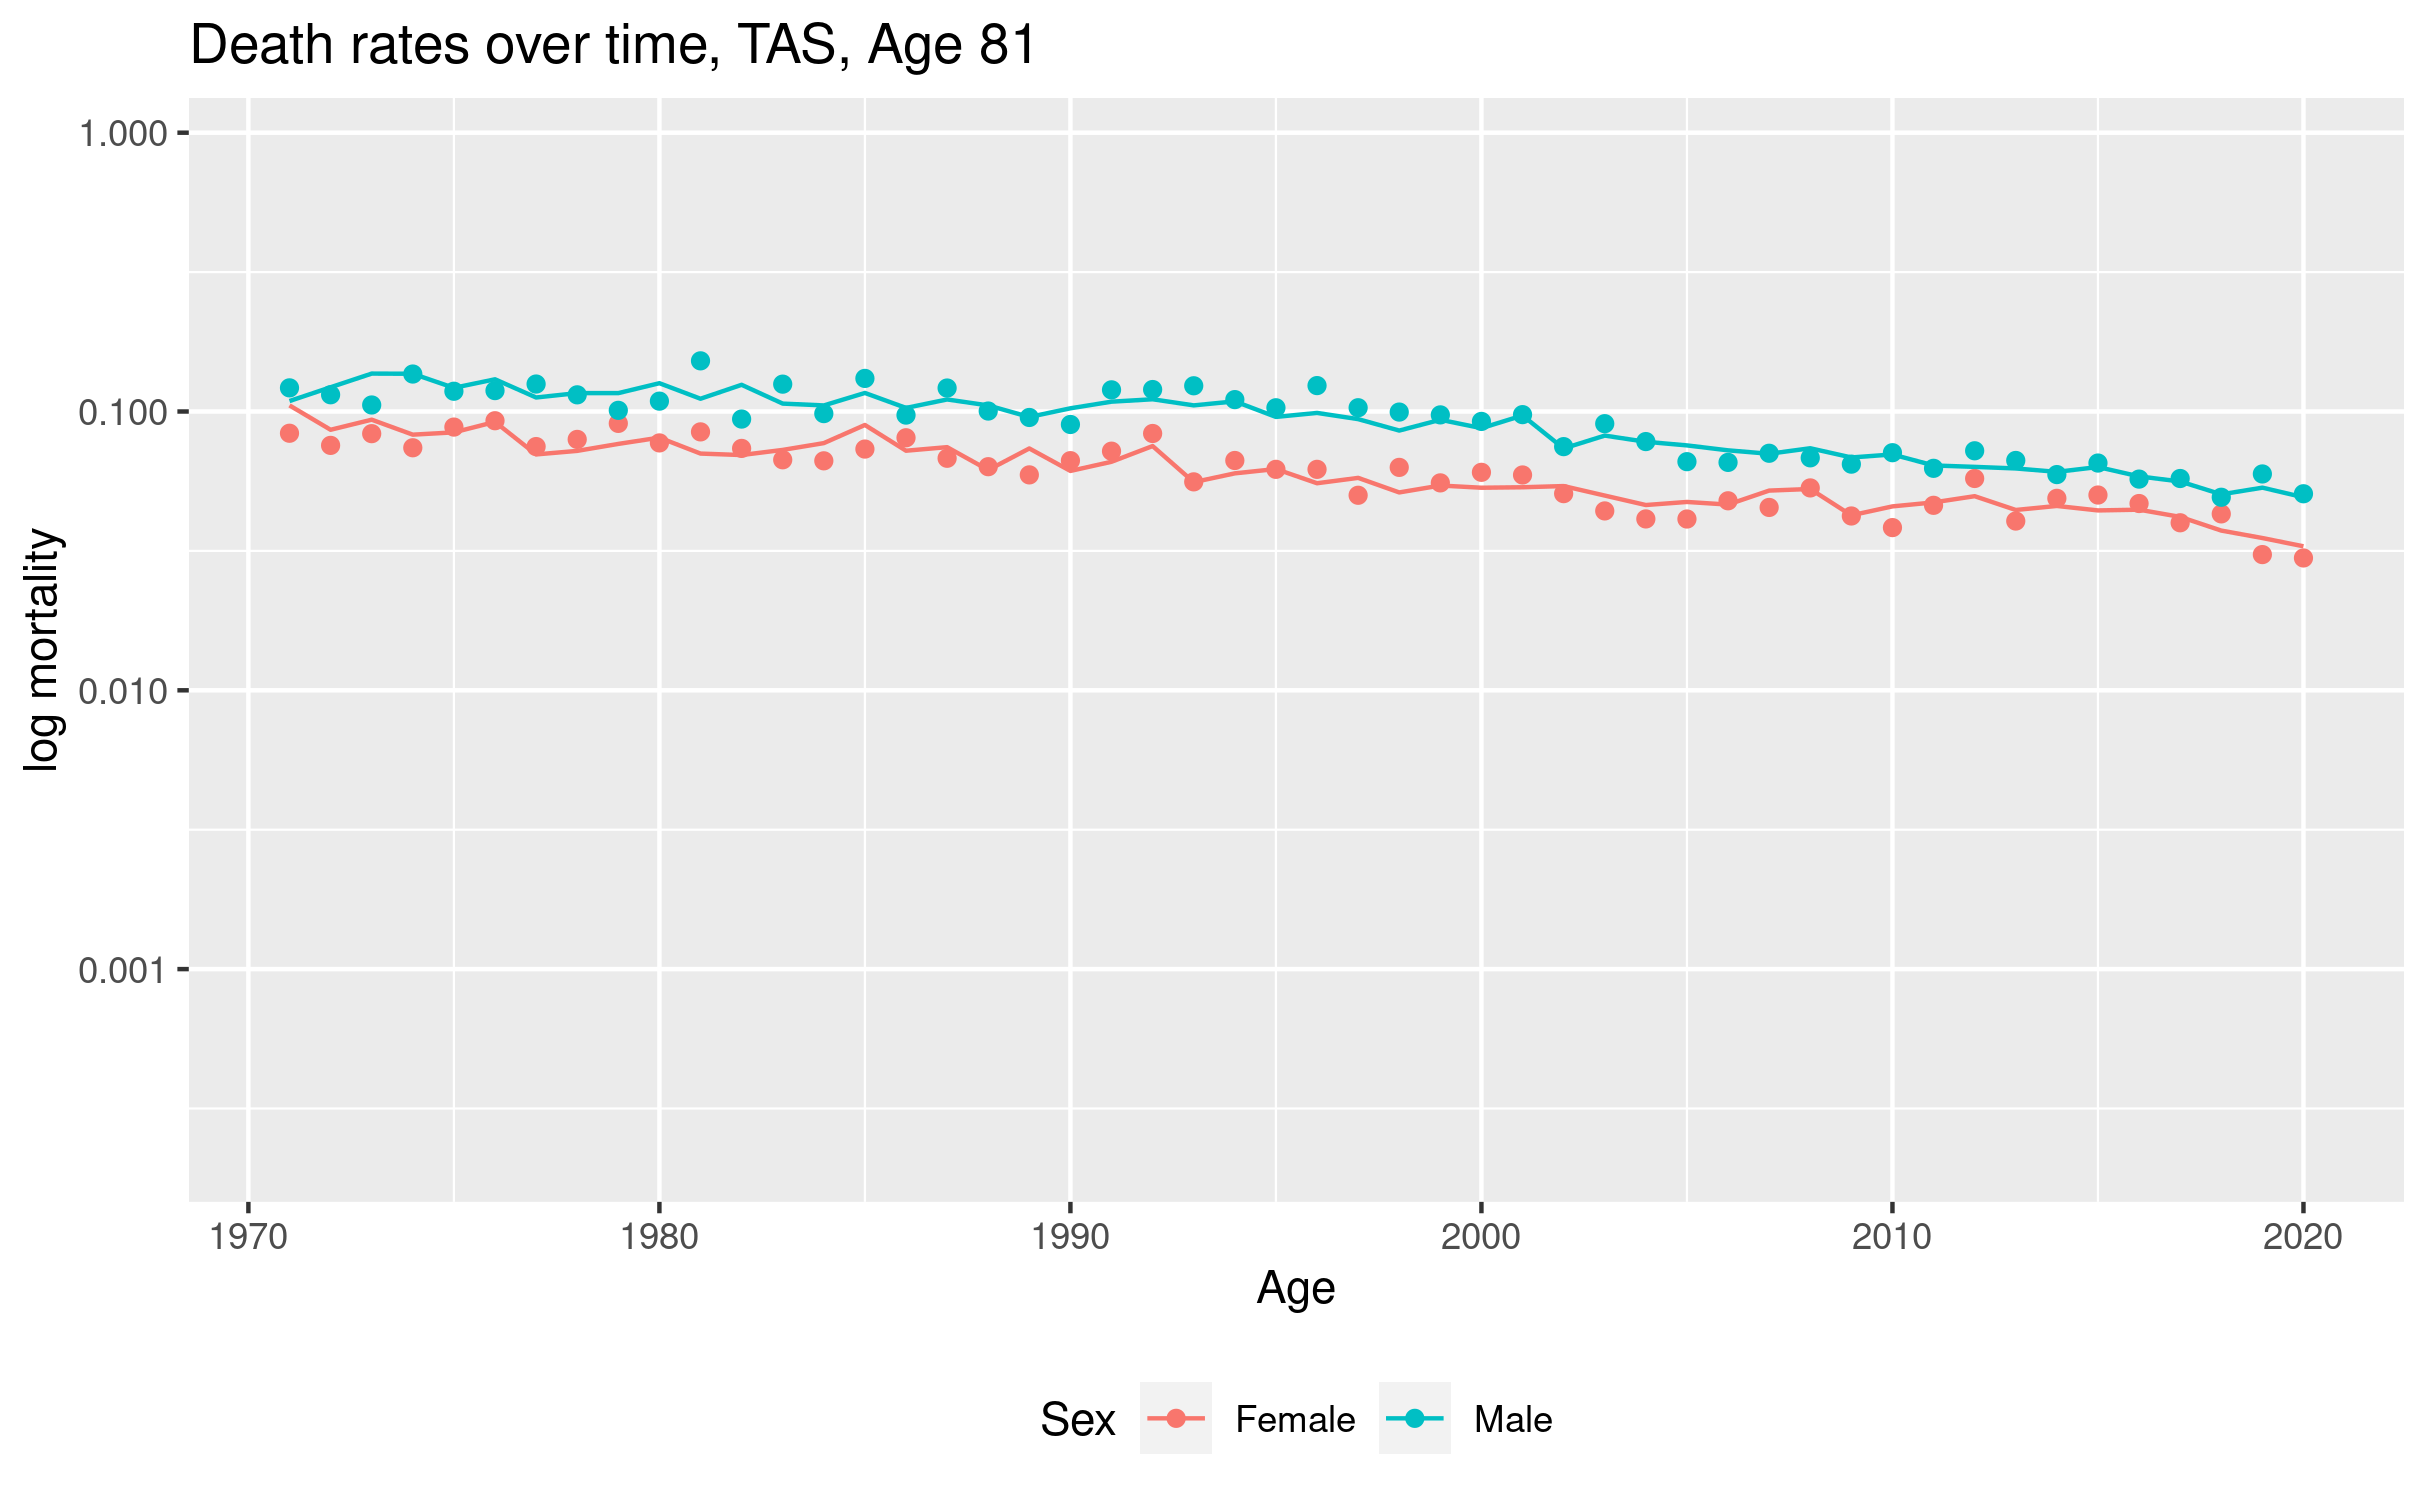 Death rates over time, TAS, Age 81
log mortality
1.000
0.100
0.010
0.001
1970 1980 1990 2000 2010 2020
Age
Sex Female Male